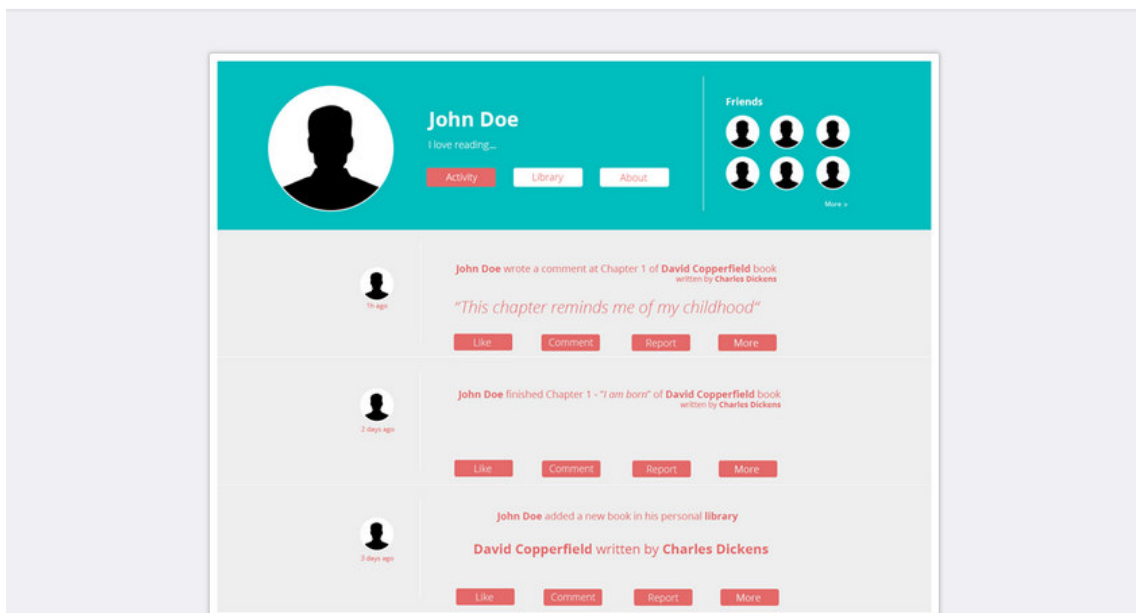 John Doe
I love reading...
Activity Library About
Friends
More >
John Doe wrote a comment at Chapter 1 of David Copperfield book
written by Charles Dickens
1h ago
"This chapter reminds me of my childhood"
Like Comment Report More
John Doe finished Chapter 1 - "I am born" of David Copperfield book
written by Charles Dickens
2 days ago
Like Comment Report More
John Doe added a new book in his personal library
David Copperfield written by Charles Dickens
3 days ago
Like Comment Report More